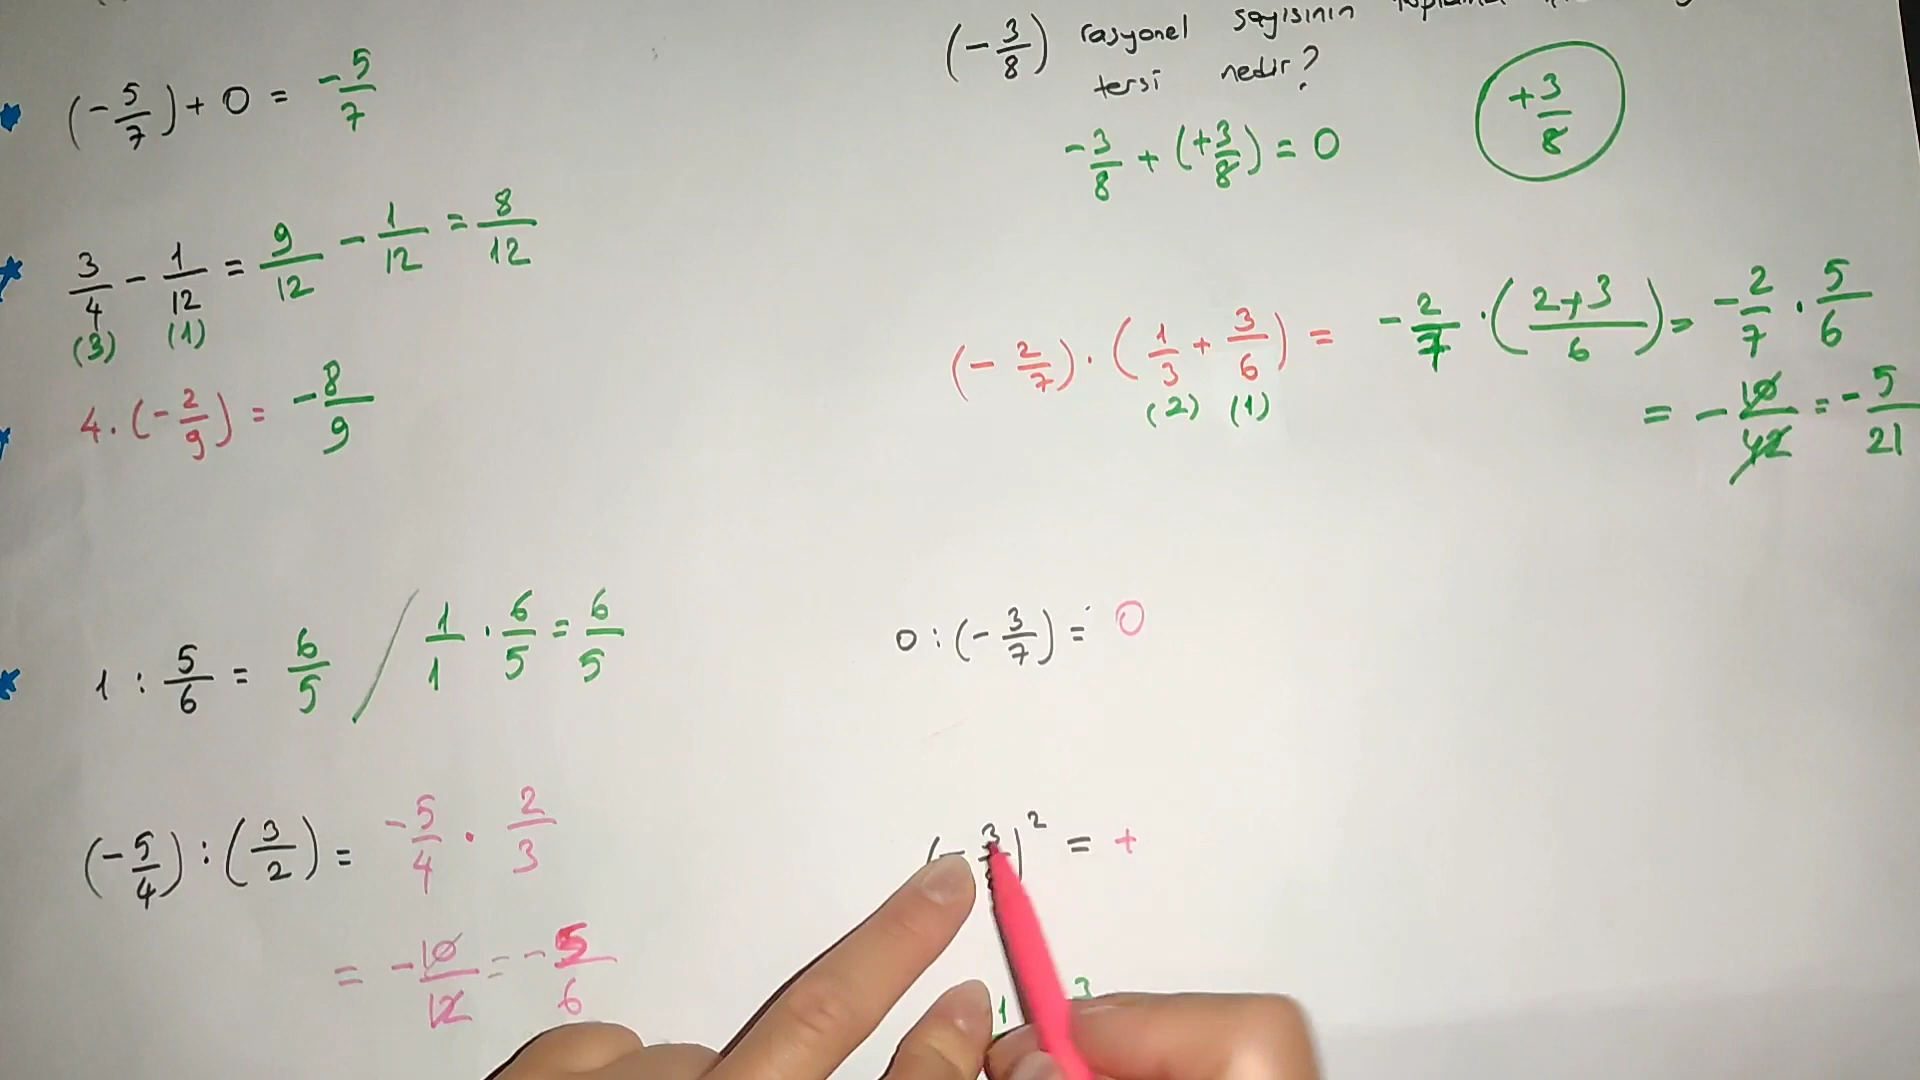 (-5/7) + 0 = -5/7
3/4 - 1/12 = 9/12 - 1/12 = 8/12
(3) (1)
4 . (-2/9) = -8/9
1 : 5/6 = 6/5 / 1/1 . 6/5 = 6/5
(-5/4) : (3/2) = -5/4 . 2/3
= -10/12 = -5/6
(-3/8) rasyonel sayısının
tersi nedir?
-3/8 + (+3/8) = 0
+3/8
(-2/7) . (1/3 + 3/6) = -2/7 . (2+3/6) = -2/7 . 5/6
(2) (1)
= -10/42 = -5/21
0 : (-3/7) = 0
(-3/ )² = +
1 3